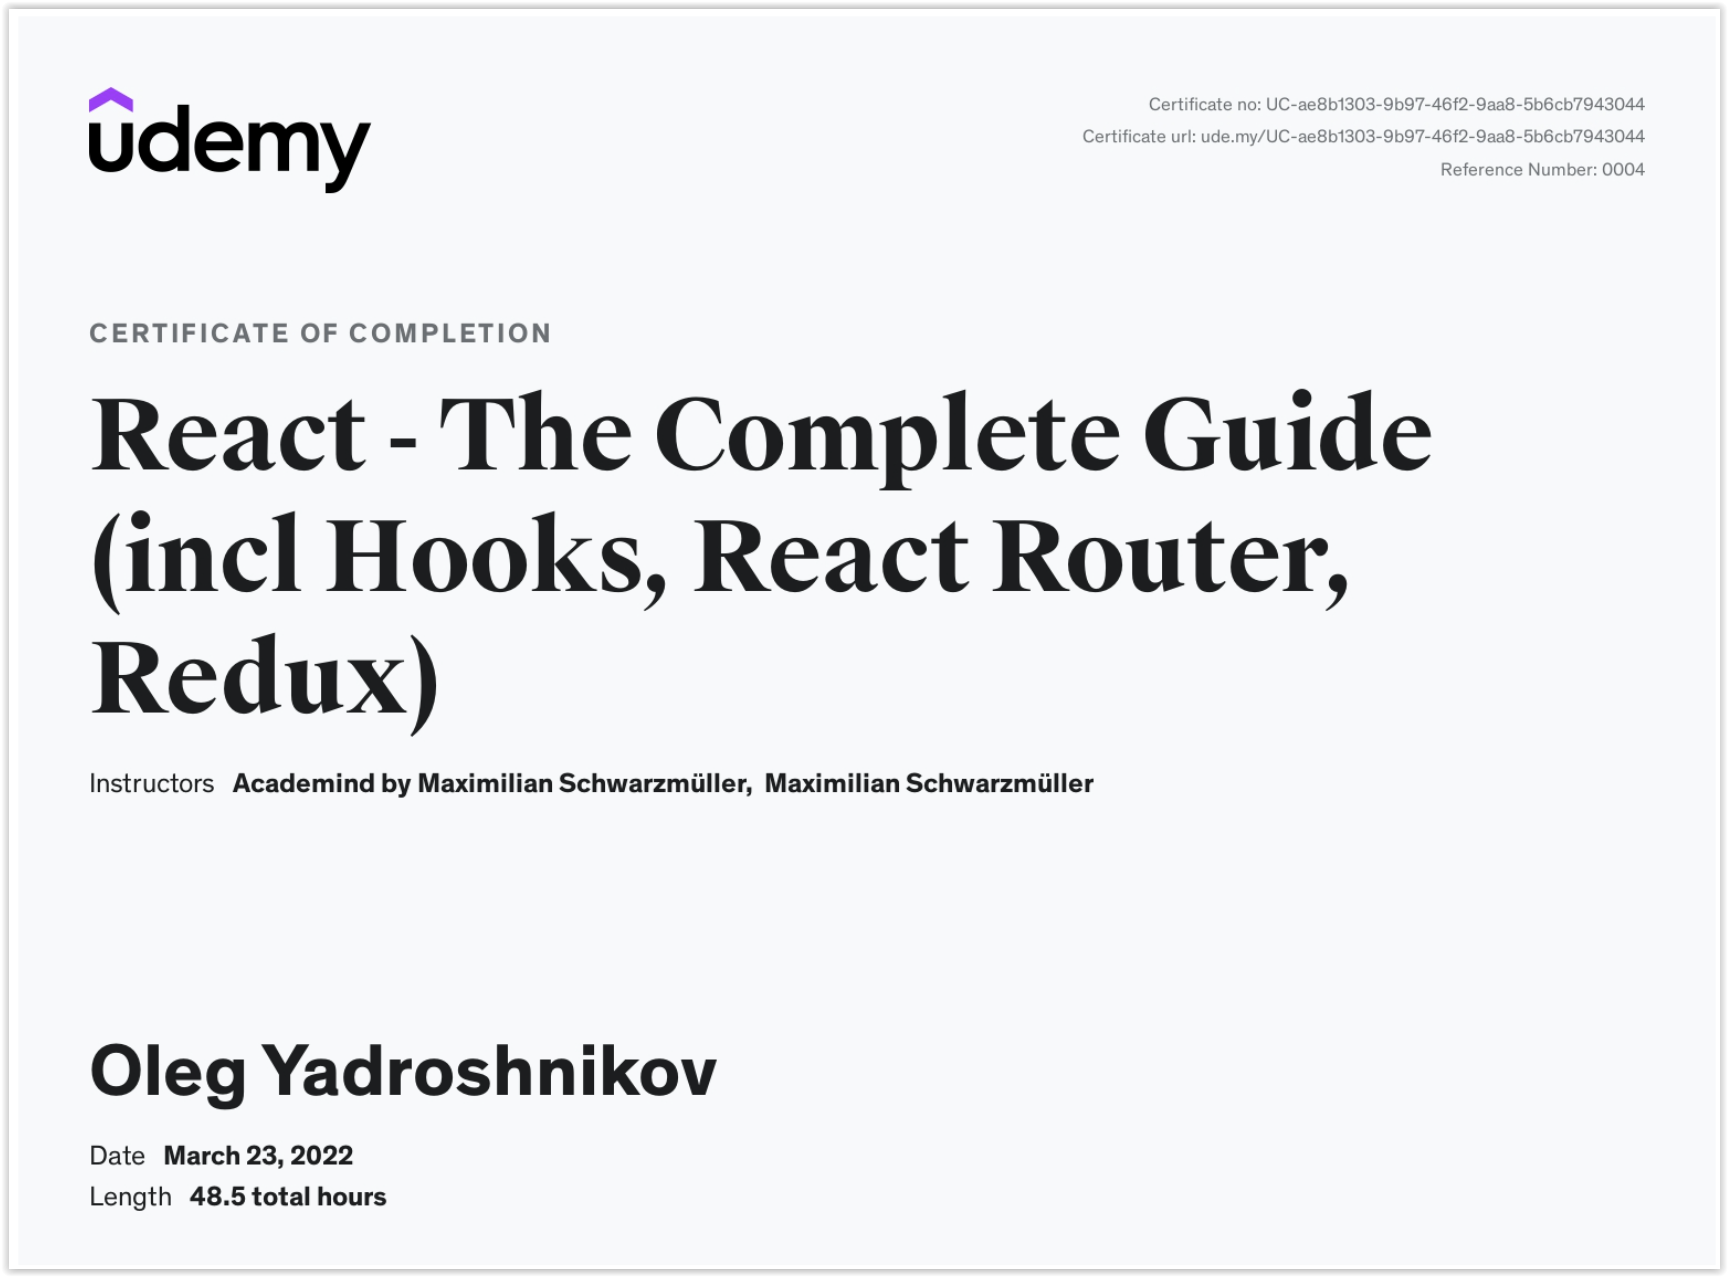 udemy
Certificate no: UC-ae8b1303-9b97-46f2-9aa8-5b6cb7943044
Certificate url: ude.my/UC-ae8b1303-9b97-46f2-9aa8-5b6cb7943044
Reference Number: 0004
CERTIFICATE OF COMPLETION
React - The Complete Guide
(incl Hooks, React Router,
Redux)
Instructors Academind by Maximilian Schwarzmüller, Maximilian Schwarzmüller
Oleg Yadroshnikov
Date March 23, 2022
Length 48.5 total hours